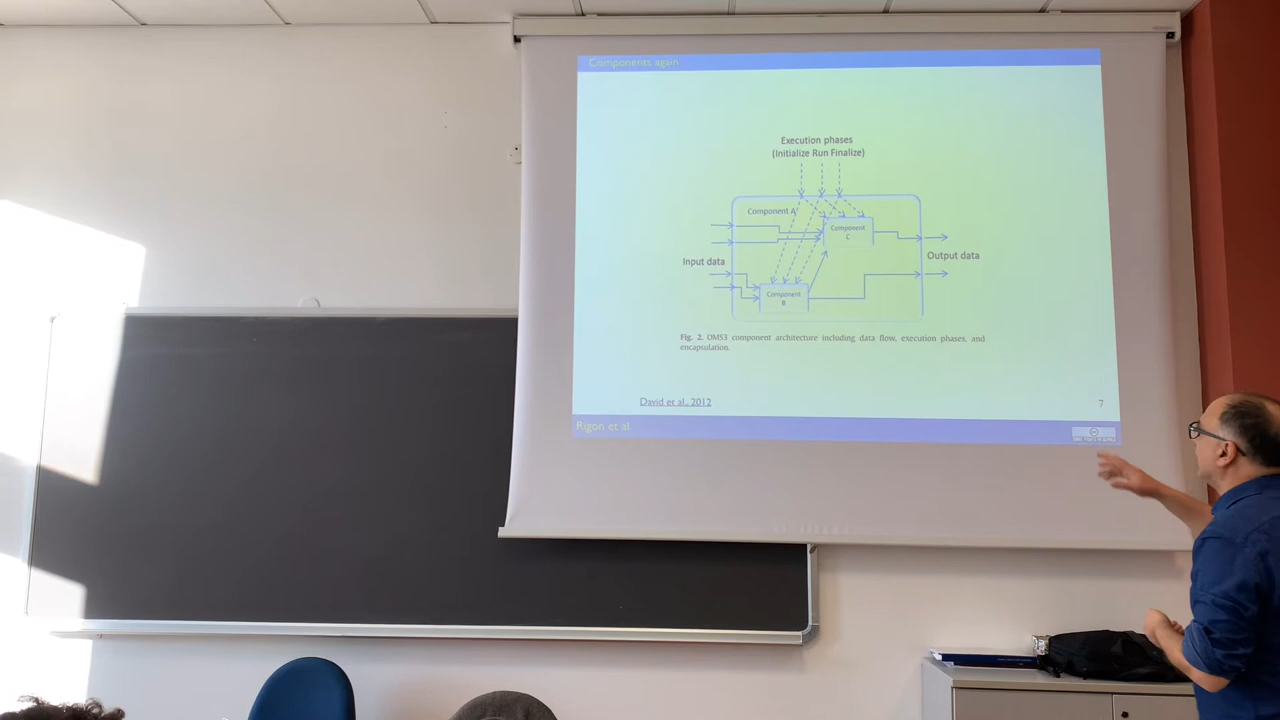 Components again
Execution phases
(Initialize Run Finalize)
Component A
Component
C
Input data
Output data
Component
B
Fig. 2. OMS3 component architecture including data flow, execution phases, and
encapsulation.
David et al., 2012
7
Rigon et al.